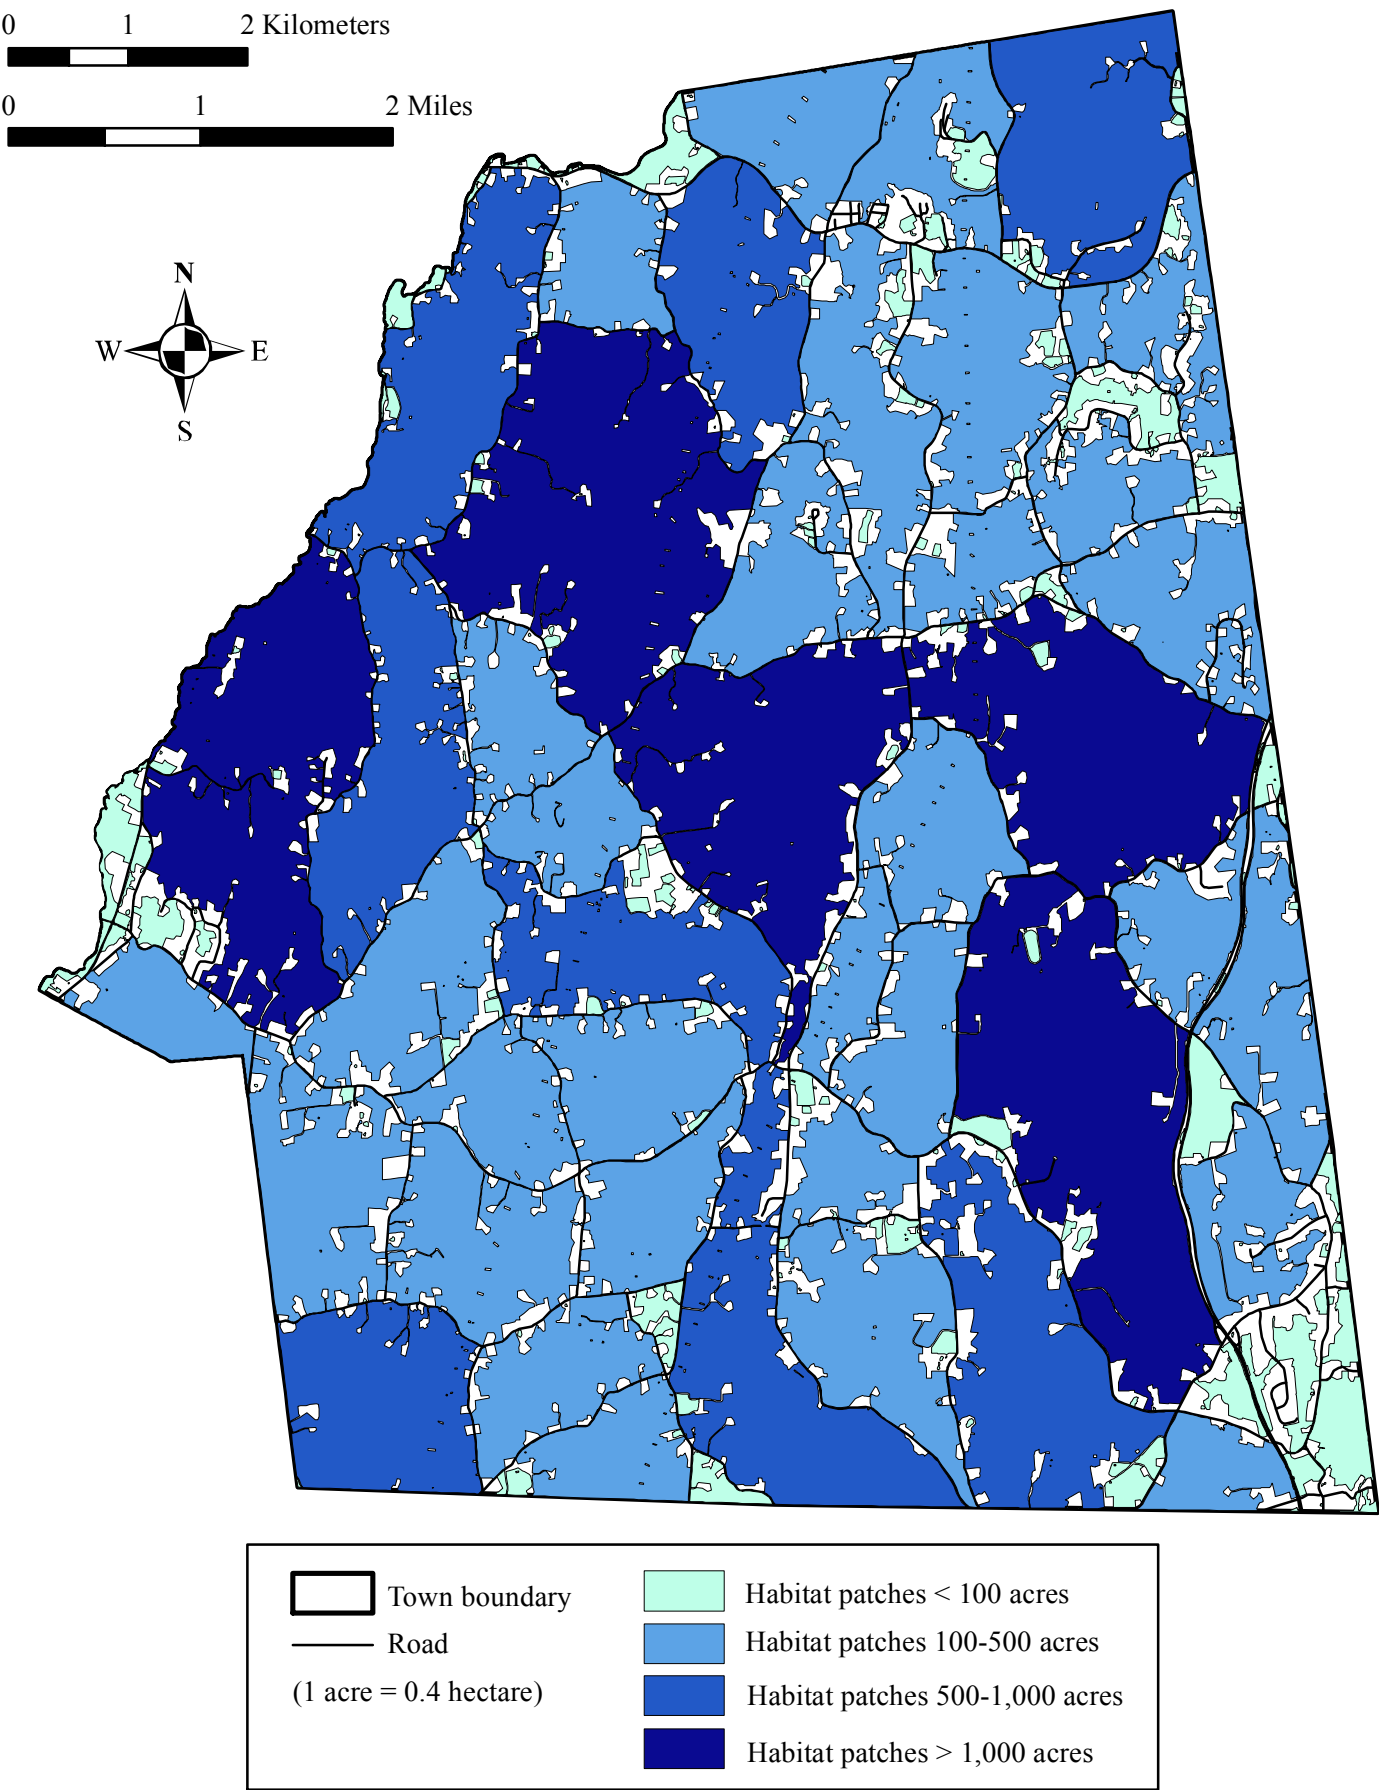 0 1 2 Kilometers
0 1 2 Miles
N
W E
S
Town boundary
Road
(1 acre = 0.4 hectare)
Habitat patches < 100 acres
Habitat patches 100-500 acres
Habitat patches 500-1,000 acres
Habitat patches > 1,000 acres